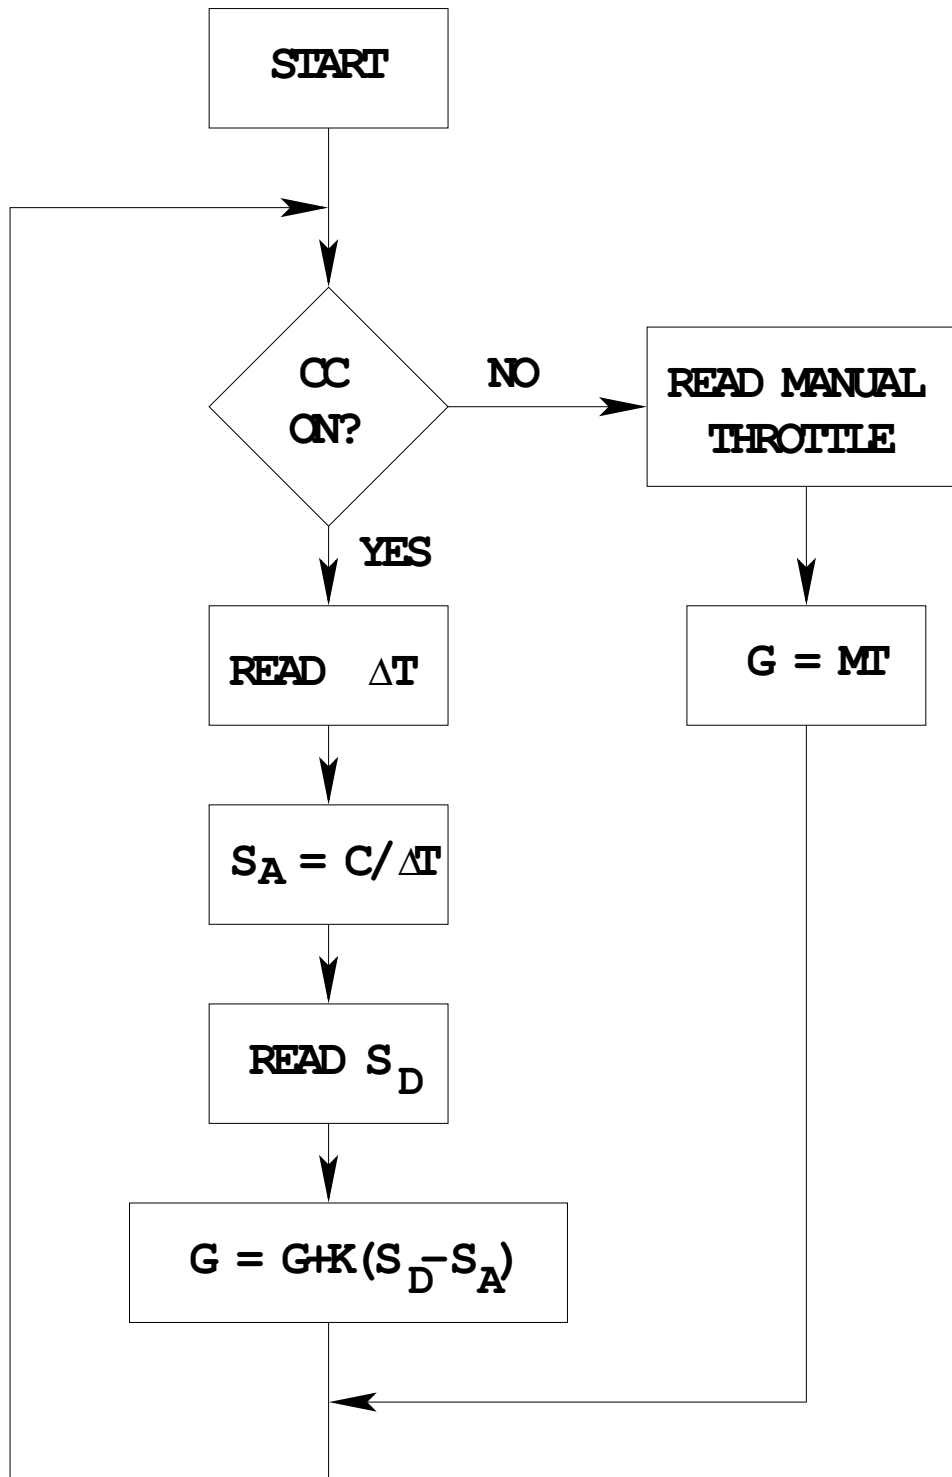 START
CC
ON?
NO
READ MANUAL
THROTTLE
YES
READ ΔT
G = MT
S_A = C/ΔT
READ S_D
G = G+K(S_D-S_A)